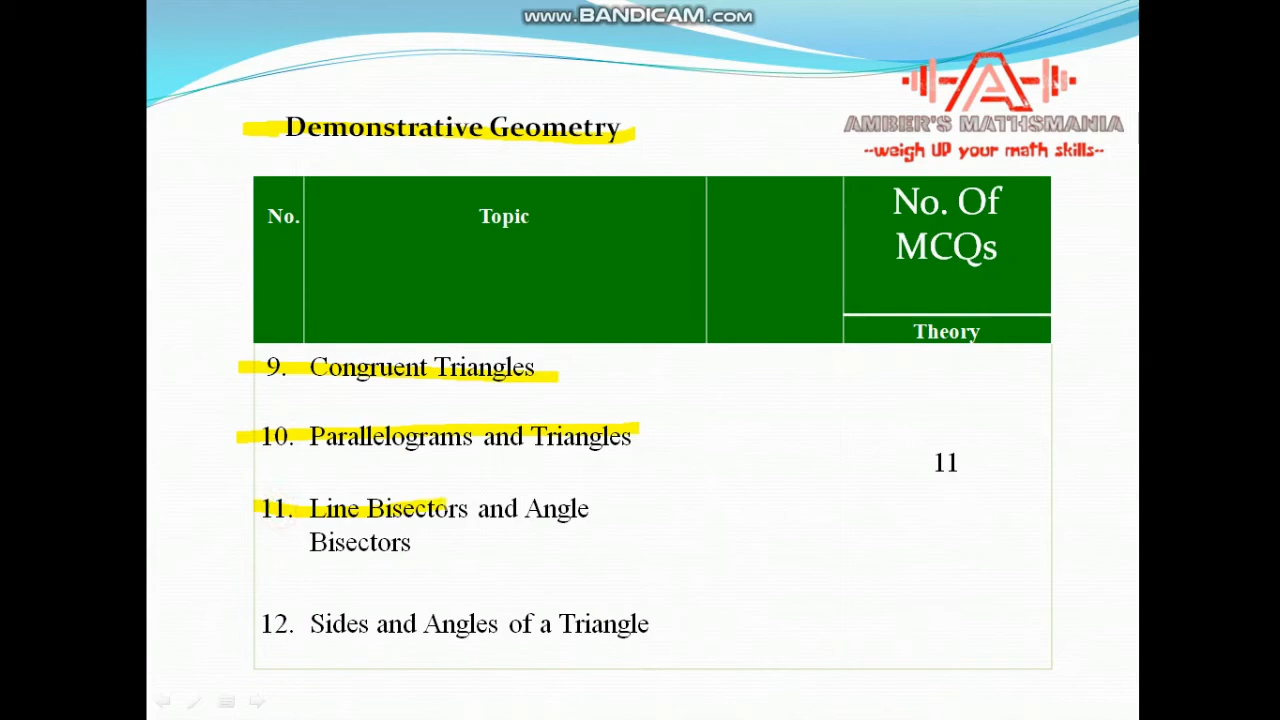 www.BANDICAM.com
AMBER'S MATHSMANIA
--weigh UP your math skills--
Demonstrative Geometry
No. Topic No. Of
MCQs
Theory
9. Congruent Triangles
10. Parallelograms and Triangles
11
11. Line Bisectors and Angle
Bisectors
12. Sides and Angles of a Triangle